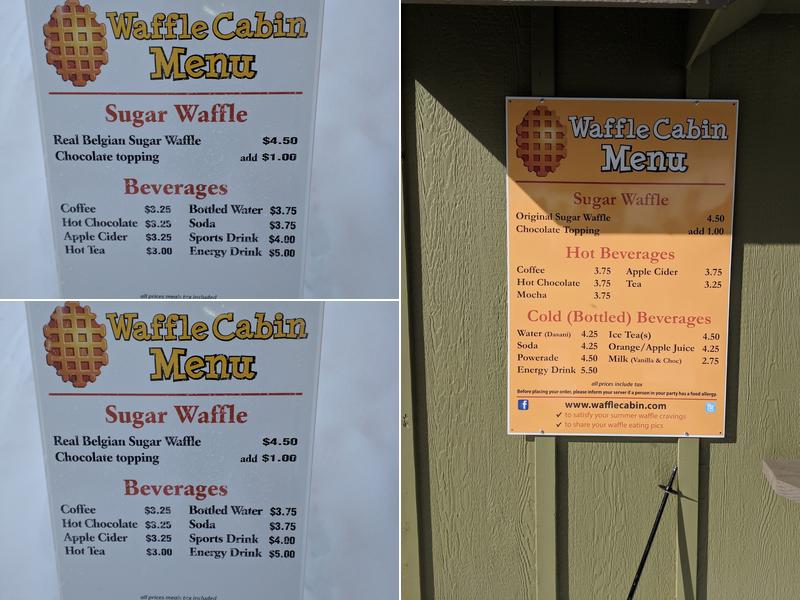 Waffle Cabin
Menu
Sugar Waffle
Real Belgian Sugar Waffle $4.50
Chocolate topping add $1.00
Beverages
Coffee $3.25 Bottled Water $3.75
Hot Chocolate $3.25 Soda $3.75
Apple Cider $3.25 Sports Drink $4.00
Hot Tea $3.00 Energy Drink $5.00
all prices meals tax included
Waffle Cabin
Menu
Sugar Waffle
Real Belgian Sugar Waffle $4.50
Chocolate topping add $1.00
Beverages
Coffee $3.25 Bottled Water $3.75
Hot Chocolate $3.25 Soda $3.75
Apple Cider $3.25 Sports Drink $4.00
Hot Tea $3.00 Energy Drink $5.00
all prices meals tax included
Waffle Cabin
Menu
Sugar Waffle
Original Sugar Waffle 4.50
Chocolate Topping add 1.00
Hot Beverages
Coffee 3.75 Apple Cider 3.75
Hot Chocolate 3.75 Tea 3.25
Mocha 3.75
Cold (Bottled) Beverages
Water (Dasani) 4.25 Ice Tea(s) 4.50
Soda 4.25 Orange/Apple Juice 4.25
Powerade 4.50 Milk (Vanilla & Choc) 2.75
Energy Drink 5.50
all prices include tax
Before placing your order, please inform your server if a person in your party has a food allergy.
www.wafflecabin.com
✓ to satisfy your summer waffle cravings
✓ to share your waffle eating pics